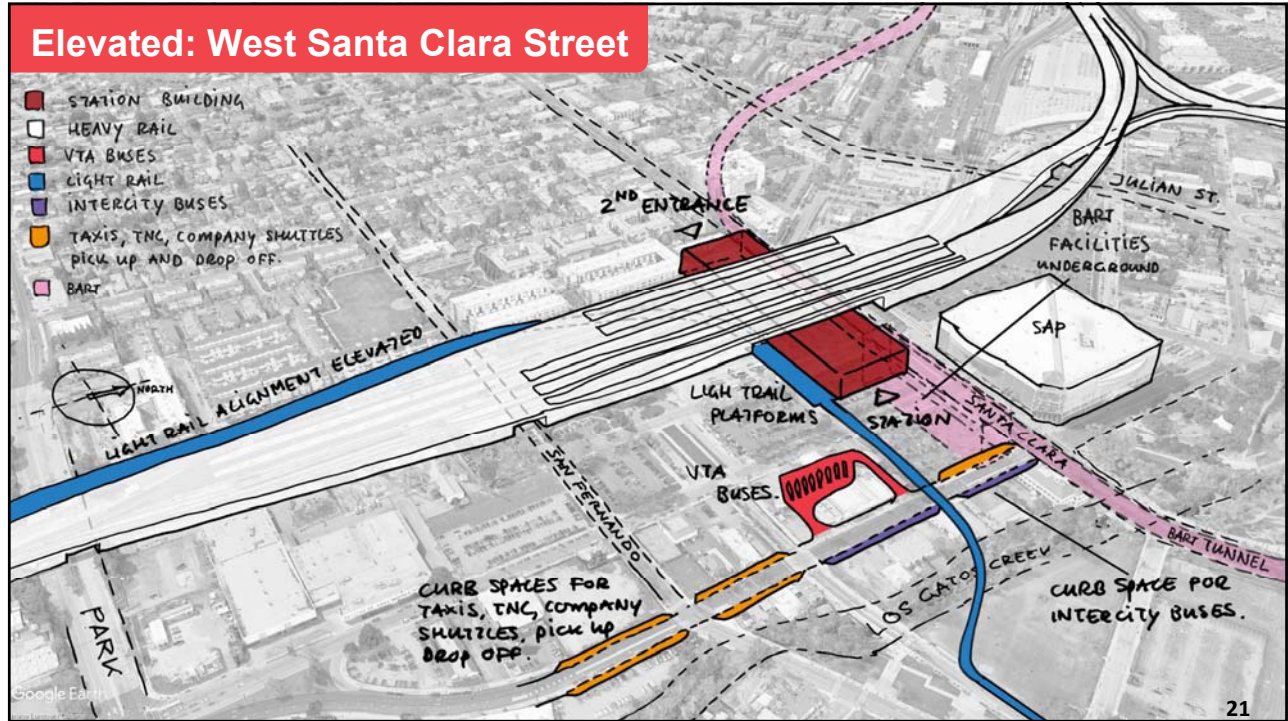 Elevated: West Santa Clara Street
STATION BUILDING
HEAVY RAIL
VTA BUSES
LIGHT RAIL
INTERCITY BUSES
TAXIS, TNC, COMPANY SHUTTLES
PICK UP AND DROP OFF.
BART
2ND ENTRANCE
JULIAN ST.
BART
FACILITIES
UNDERGROUND
SAP
LIGHT RAIL ALIGNMENT ELEVATED
NORTH
LIGH TRAIL
PLATFORMS
STATION
SANTA CLARA
VTA
BUSES.
SAN FERNANDO
BART TUNNEL
LOS GATOS CREEK
CURB SPACES FOR
TAXIS, TNC, COMPANY
SHUTTLES, PICK UP
DROP OFF.
CURB SPACE FOR
INTERCITY BUSES.
PARK
Google Earth
21